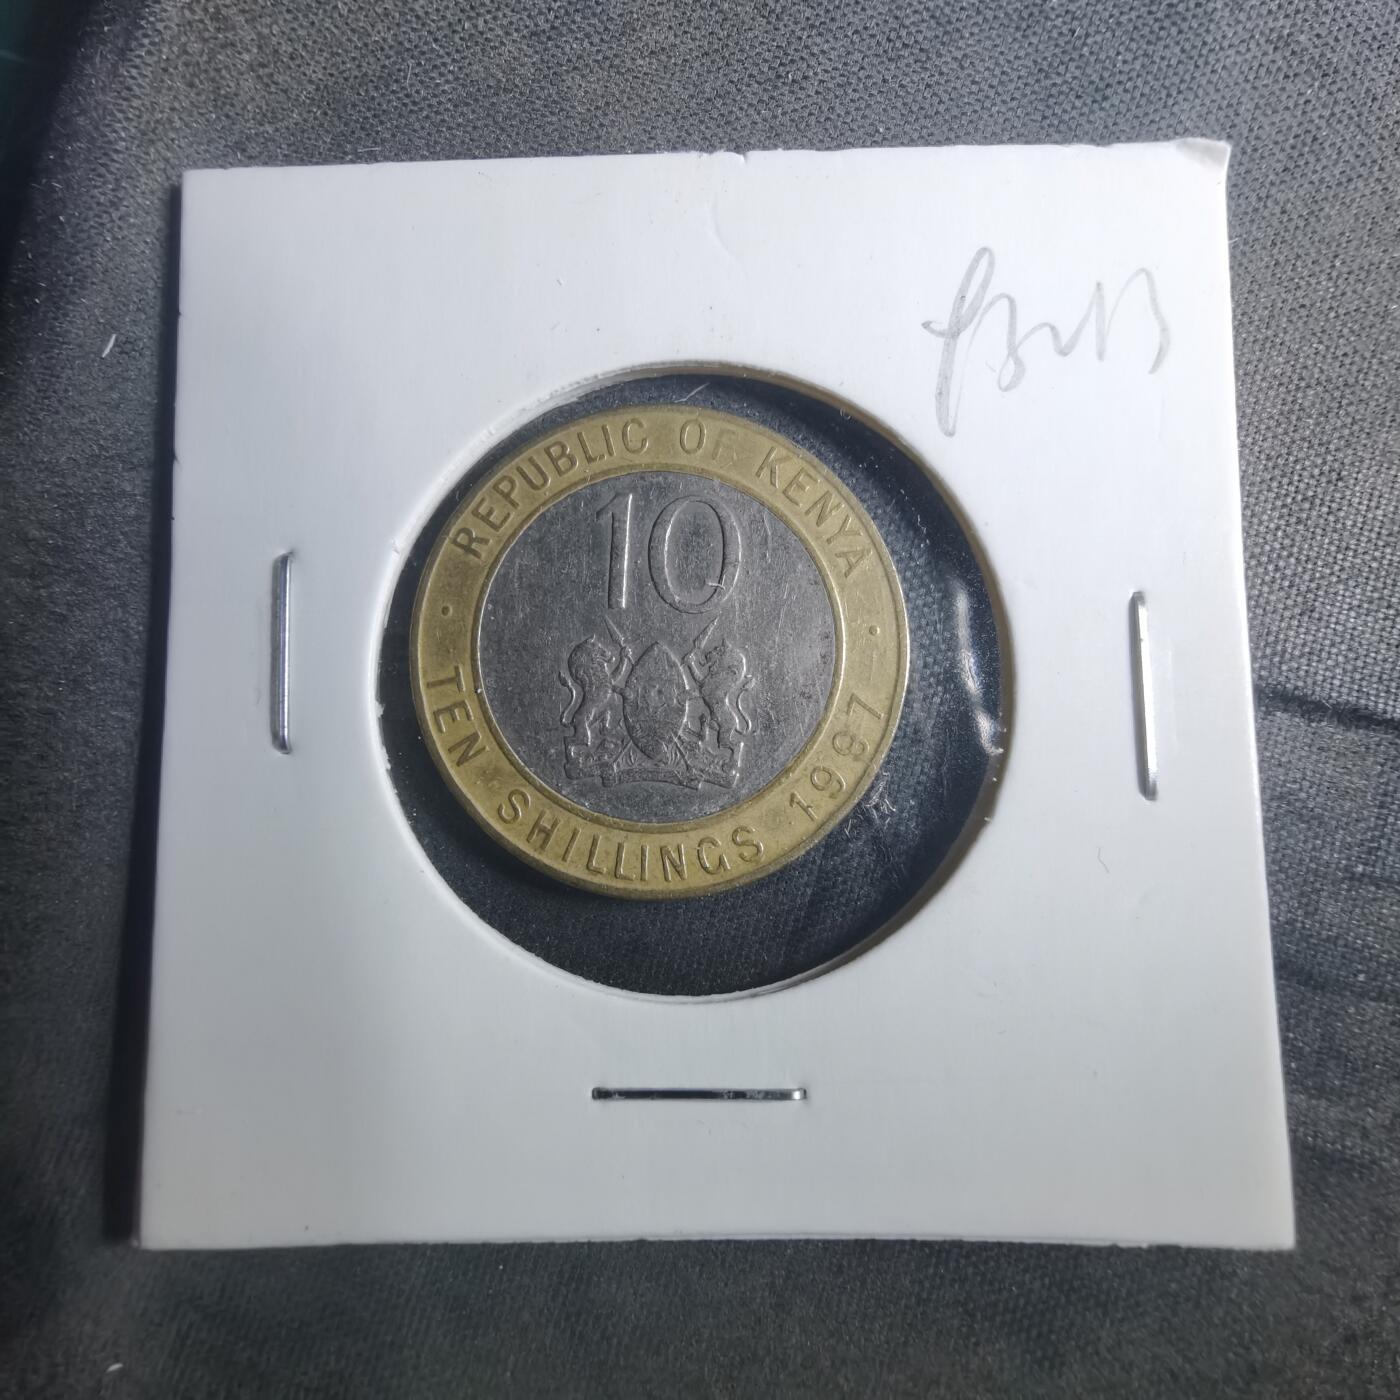 REPUBLIC OF KENYA
10
TEN SHILLINGS 1997